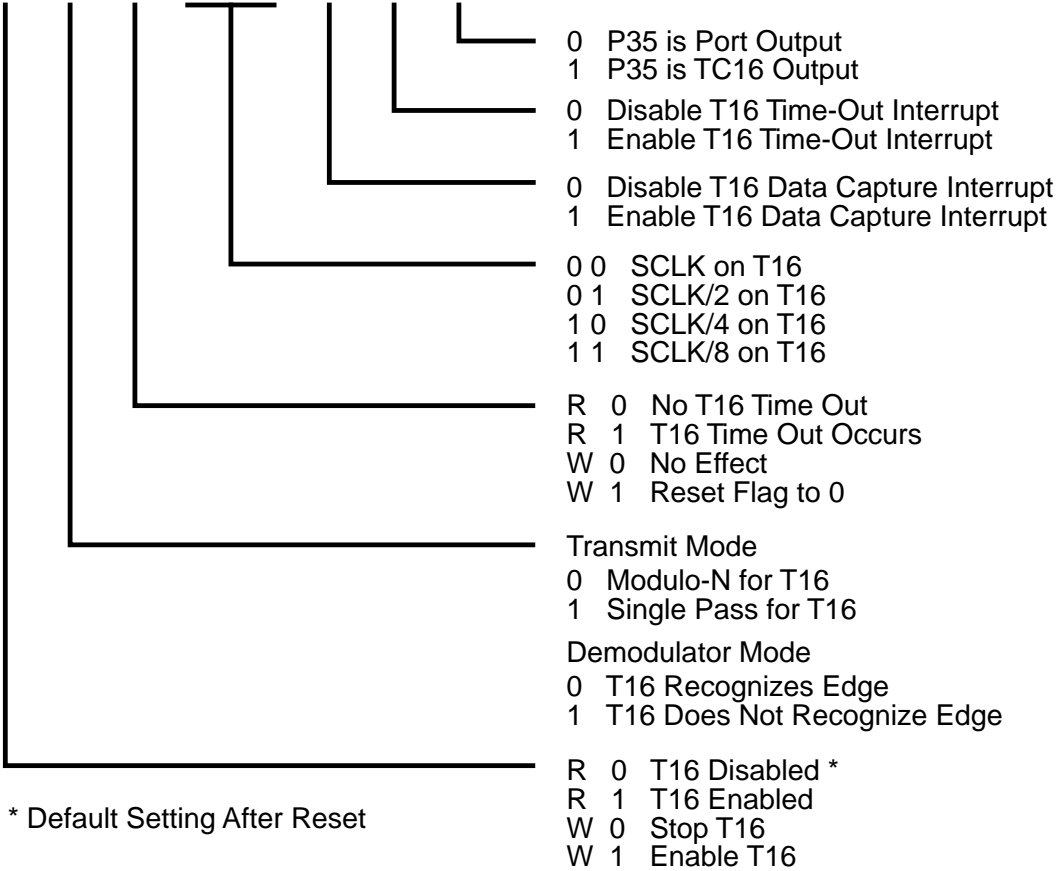 0 P35 is Port Output
1 P35 is TC16 Output
0 Disable T16 Time-Out Interrupt
1 Enable T16 Time-Out Interrupt
0 Disable T16 Data Capture Interrupt
1 Enable T16 Data Capture Interrupt
0 0 SCLK on T16
0 1 SCLK/2 on T16
1 0 SCLK/4 on T16
1 1 SCLK/8 on T16
R 0 No T16 Time Out
R 1 T16 Time Out Occurs
W 0 No Effect
W 1 Reset Flag to 0
Transmit Mode
0 Modulo-N for T16
1 Single Pass for T16
Demodulator Mode
0 T16 Recognizes Edge
1 T16 Does Not Recognize Edge
R 0 T16 Disabled *
R 1 T16 Enabled
W 0 Stop T16
W 1 Enable T16
* Default Setting After Reset